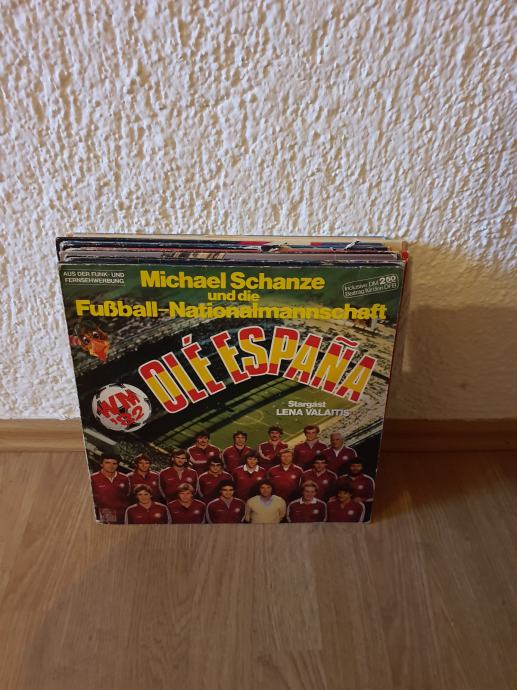 AUS DER FUNK- UND
FERNSEHWERBUNG
Michael Schanze
und die
Fußball-Nationalmannschaft
Inclusive DM 2.50
Beitrag für den DFB
OLÉ ESPAÑA
WM
1982
Stargast
LENA VALAITIS